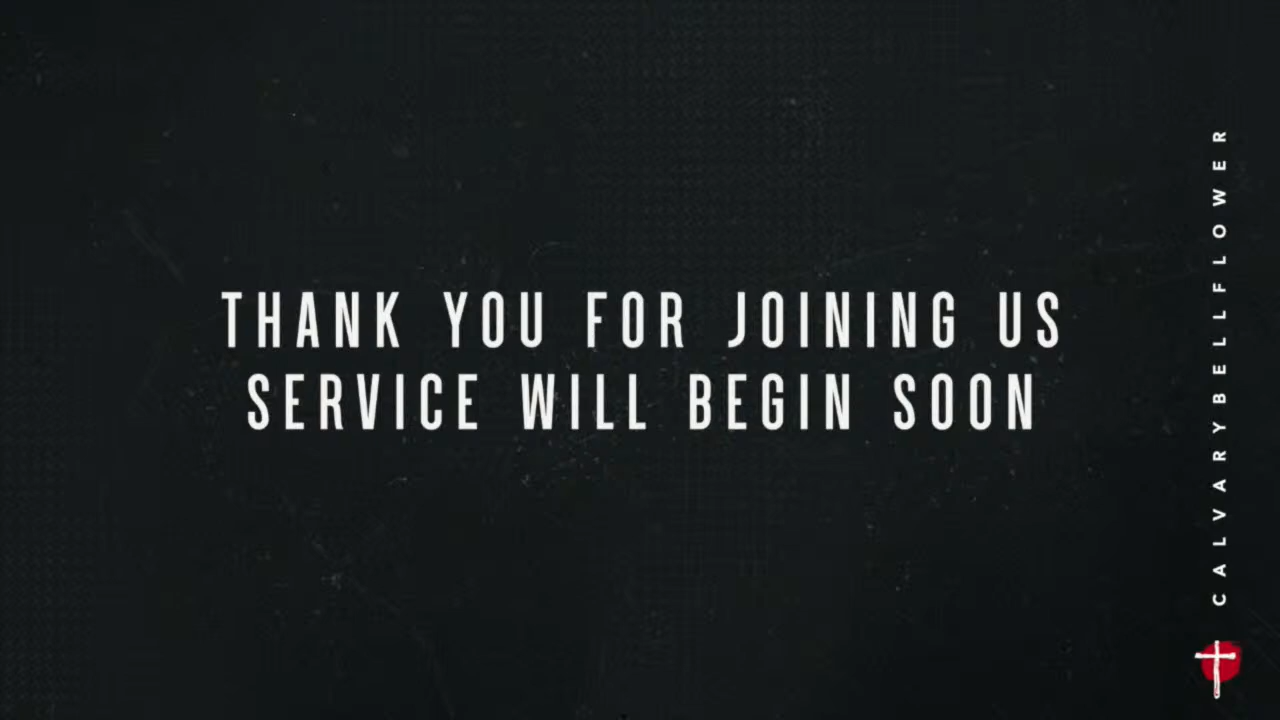 THANK YOU FOR JOINING US
SERVICE WILL BEGIN SOON
CALVARYBELLFLOWER